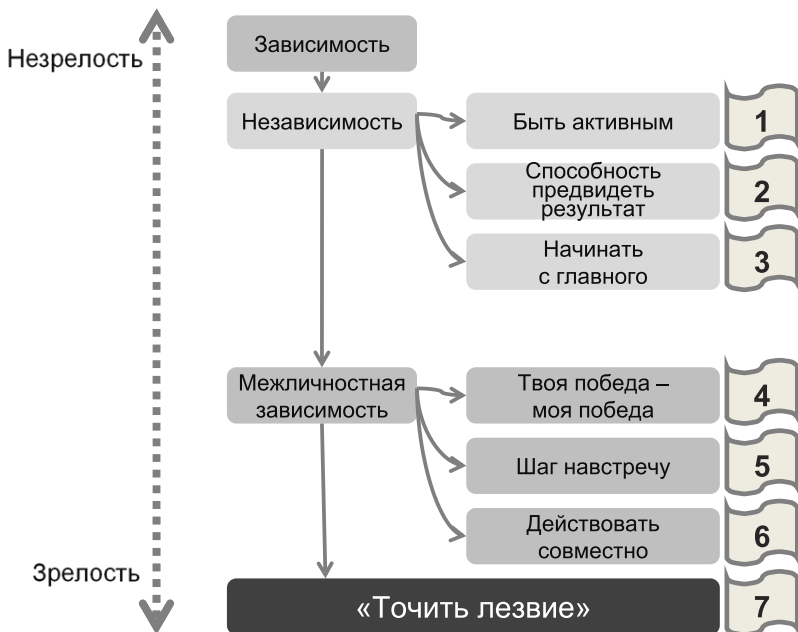 Незрелость
Зависимость
Независимость
Быть активным
1
Способность
предвидеть
результат
2
Начинать
с главного
3
Межличностная
зависимость
Твоя победа –
моя победа
4
Шаг навстречу
5
Действовать
совместно
6
Зрелость
«Точить лезвие»
7